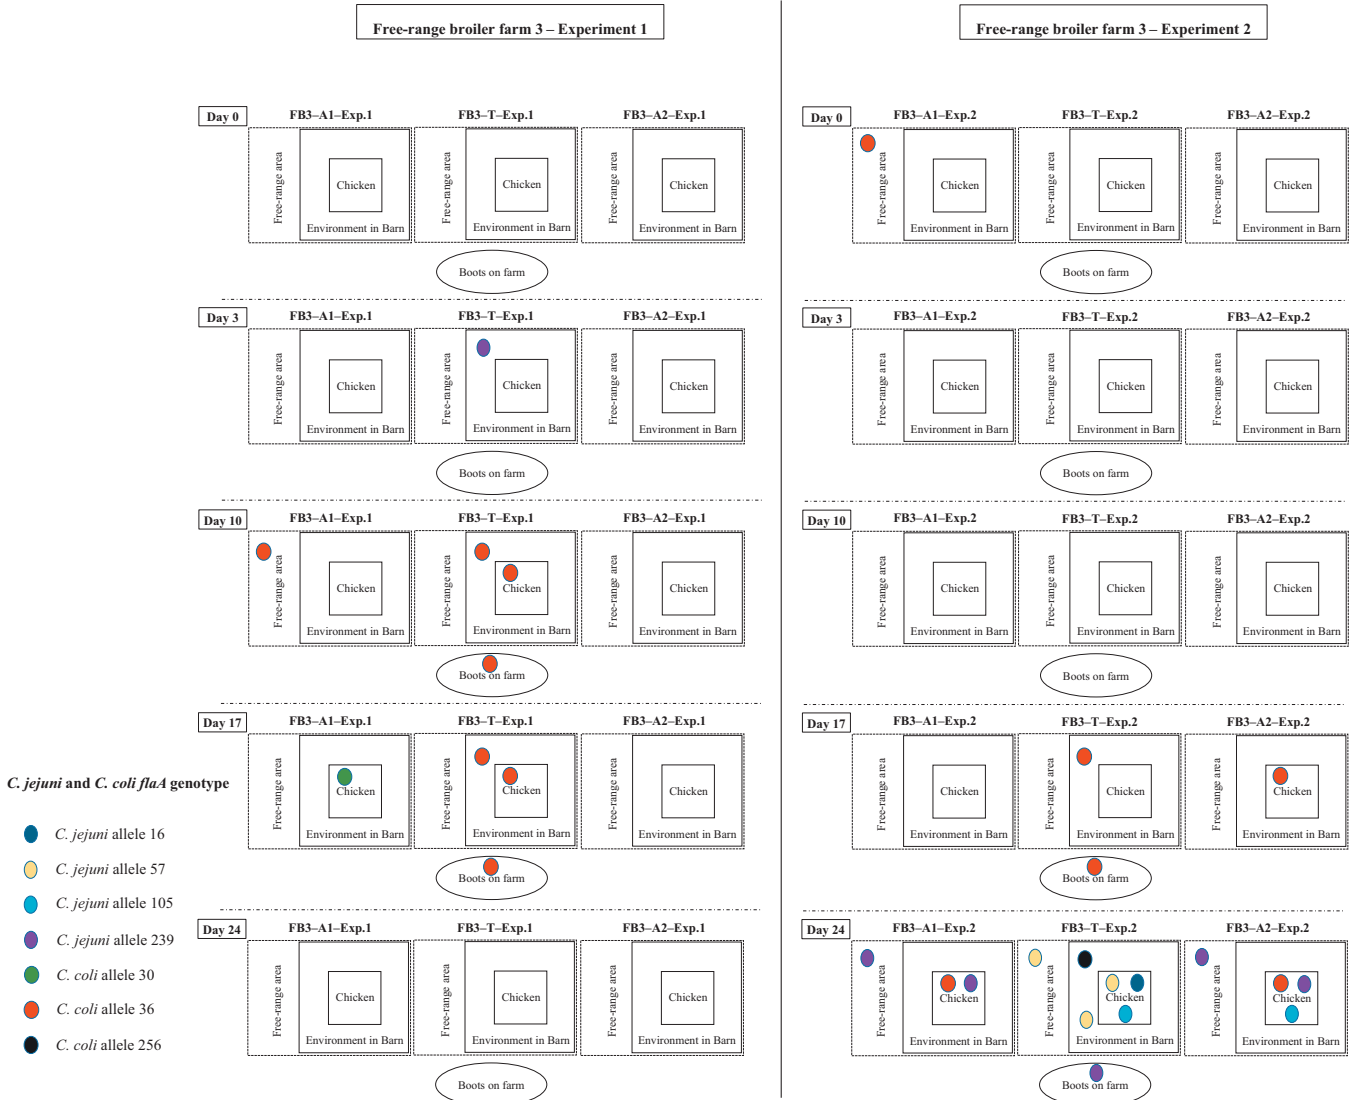 Free-range broiler farm 3 – Experiment 1
Free-range broiler farm 3 – Experiment 2
Day 0
FB3–A1–Exp.1
FB3–T–Exp.1
FB3–A2–Exp.1
Free-range area
Chicken
Environment in Barn
Free-range area
Chicken
Environment in Barn
Free-range area
Chicken
Environment in Barn
Boots on farm
Day 3
FB3–A1–Exp.1
FB3–T–Exp.1
FB3–A2–Exp.1
Free-range area
Chicken
Environment in Barn
Free-range area
Chicken
Environment in Barn
Free-range area
Chicken
Environment in Barn
Boots on farm
Day 10
FB3–A1–Exp.1
FB3–T–Exp.1
FB3–A2–Exp.1
Free-range area
Chicken
Environment in Barn
Free-range area
Chicken
Environment in Barn
Free-range area
Chicken
Environment in Barn
Boots on farm
Day 17
FB3–A1–Exp.1
FB3–T–Exp.1
FB3–A2–Exp.1
Free-range area
Chicken
Environment in Barn
Free-range area
Chicken
Environment in Barn
Free-range area
Chicken
Environment in Barn
Boots on farm
Day 24
FB3–A1–Exp.1
FB3–T–Exp.1
FB3–A2–Exp.1
Free-range area
Chicken
Environment in Barn
Free-range area
Chicken
Environment in Barn
Free-range area
Chicken
Environment in Barn
Boots on farm
Day 0
FB3–A1–Exp.2
FB3–T–Exp.2
FB3–A2–Exp.2
Free-range area
Chicken
Environment in Barn
Free-range area
Chicken
Environment in Barn
Free-range area
Chicken
Environment in Barn
Boots on farm
Day 3
FB3–A1–Exp.2
FB3–T–Exp.2
FB3–A2–Exp.2
Free-range area
Chicken
Environment in Barn
Free-range area
Chicken
Environment in Barn
Free-range area
Chicken
Environment in Barn
Boots on farm
Day 10
FB3–A1–Exp.2
FB3–T–Exp.2
FB3–A2–Exp.2
Free-range area
Chicken
Environment in Barn
Free-range area
Chicken
Environment in Barn
Free-range area
Chicken
Environment in Barn
Boots on farm
Day 17
FB3–A1–Exp.2
FB3–T–Exp.2
FB3–A2–Exp.2
Free-range area
Chicken
Environment in Barn
Free-range area
Chicken
Environment in Barn
Free-range area
Chicken
Environment in Barn
Boots on farm
Day 24
FB3–A1–Exp.2
FB3–T–Exp.2
FB3–A2–Exp.2
Free-range area
Chicken
Environment in Barn
Free-range area
Chicken
Environment in Barn
Free-range area
Chicken
Environment in Barn
Boots on farm
C. jejuni and C. coli flaA genotype
C. jejuni allele 16
C. jejuni allele 57
C. jejuni allele 105
C. jejuni allele 239
C. coli allele 30
C. coli allele 36
C. coli allele 256